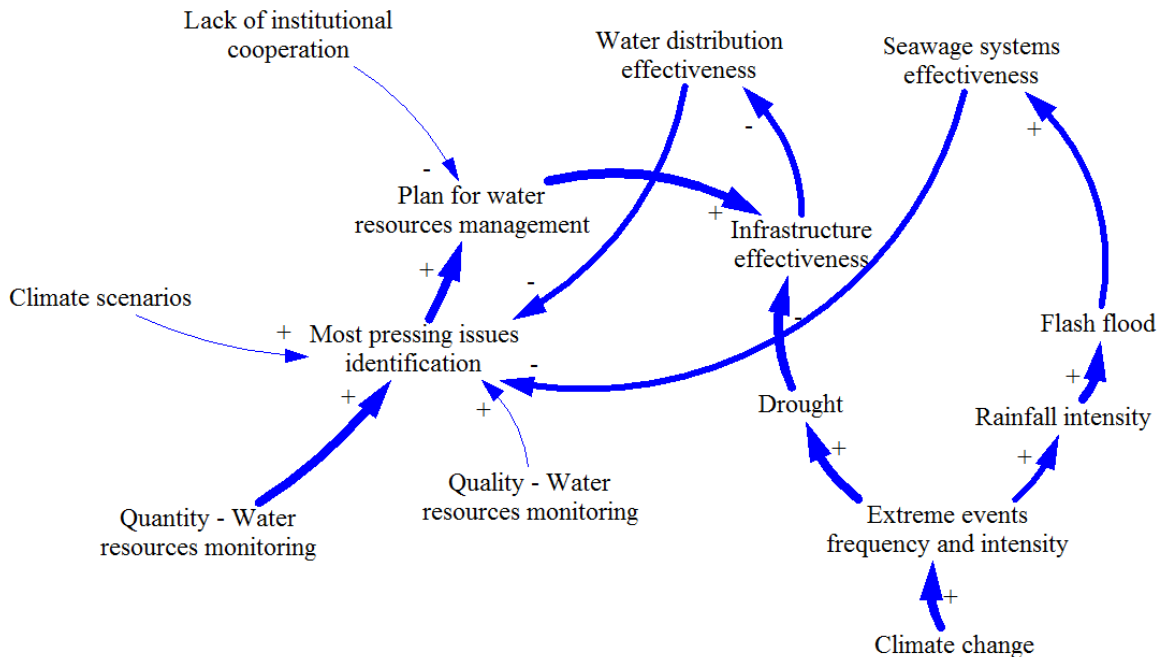 Lack of institutional
cooperation
Water distribution
effectiveness
Seawage systems
effectiveness
-
+
-
Plan for water
resources management
+
Infrastructure
effectiveness
+
-
Climate scenarios
+
Most pressing issues
identification
-
-
Flash flood
+
+
Drought
+
Rainfall intensity
+
+
Quantity - Water
resources monitoring
Quality - Water
resources monitoring
Extreme events
frequency and intensity
+
Climate change